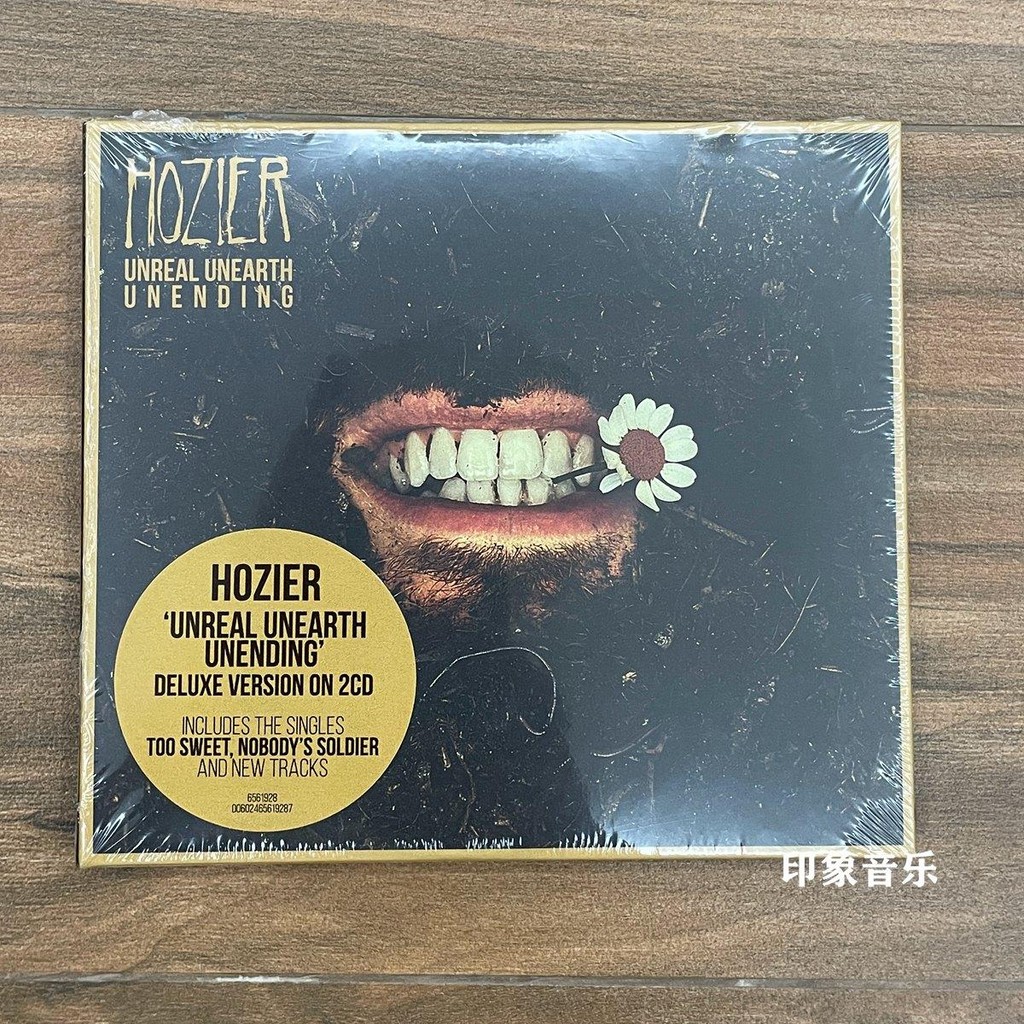 HOZIER
UNREAL UNEARTH
UNENDING
HOZIER
‘UNREAL UNEARTH
UNENDING’
DELUXE VERSION ON 2CD
INCLUDES THE SINGLES
TOO SWEET, NOBODY'S SOLDIER
AND NEW TRACKS
6561928
00602465619287
印象音乐